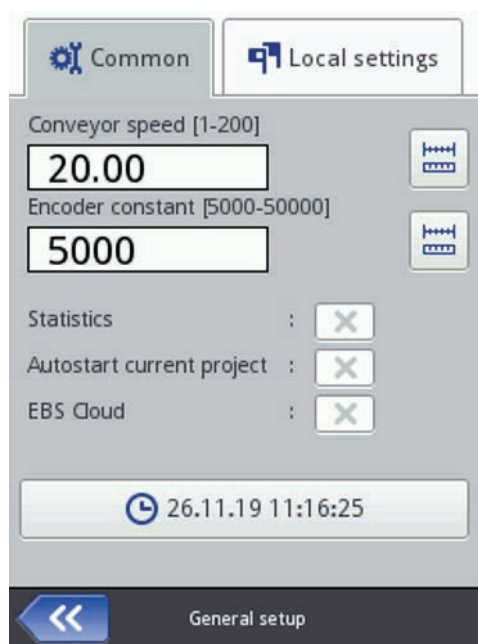 Common
Local settings
Conveyor speed [1-200]
20.00
Encoder constant [5000-50000]
5000
Statistics :
Autostart current project :
EBS Cloud :
26.11.19 11:16:25
General setup